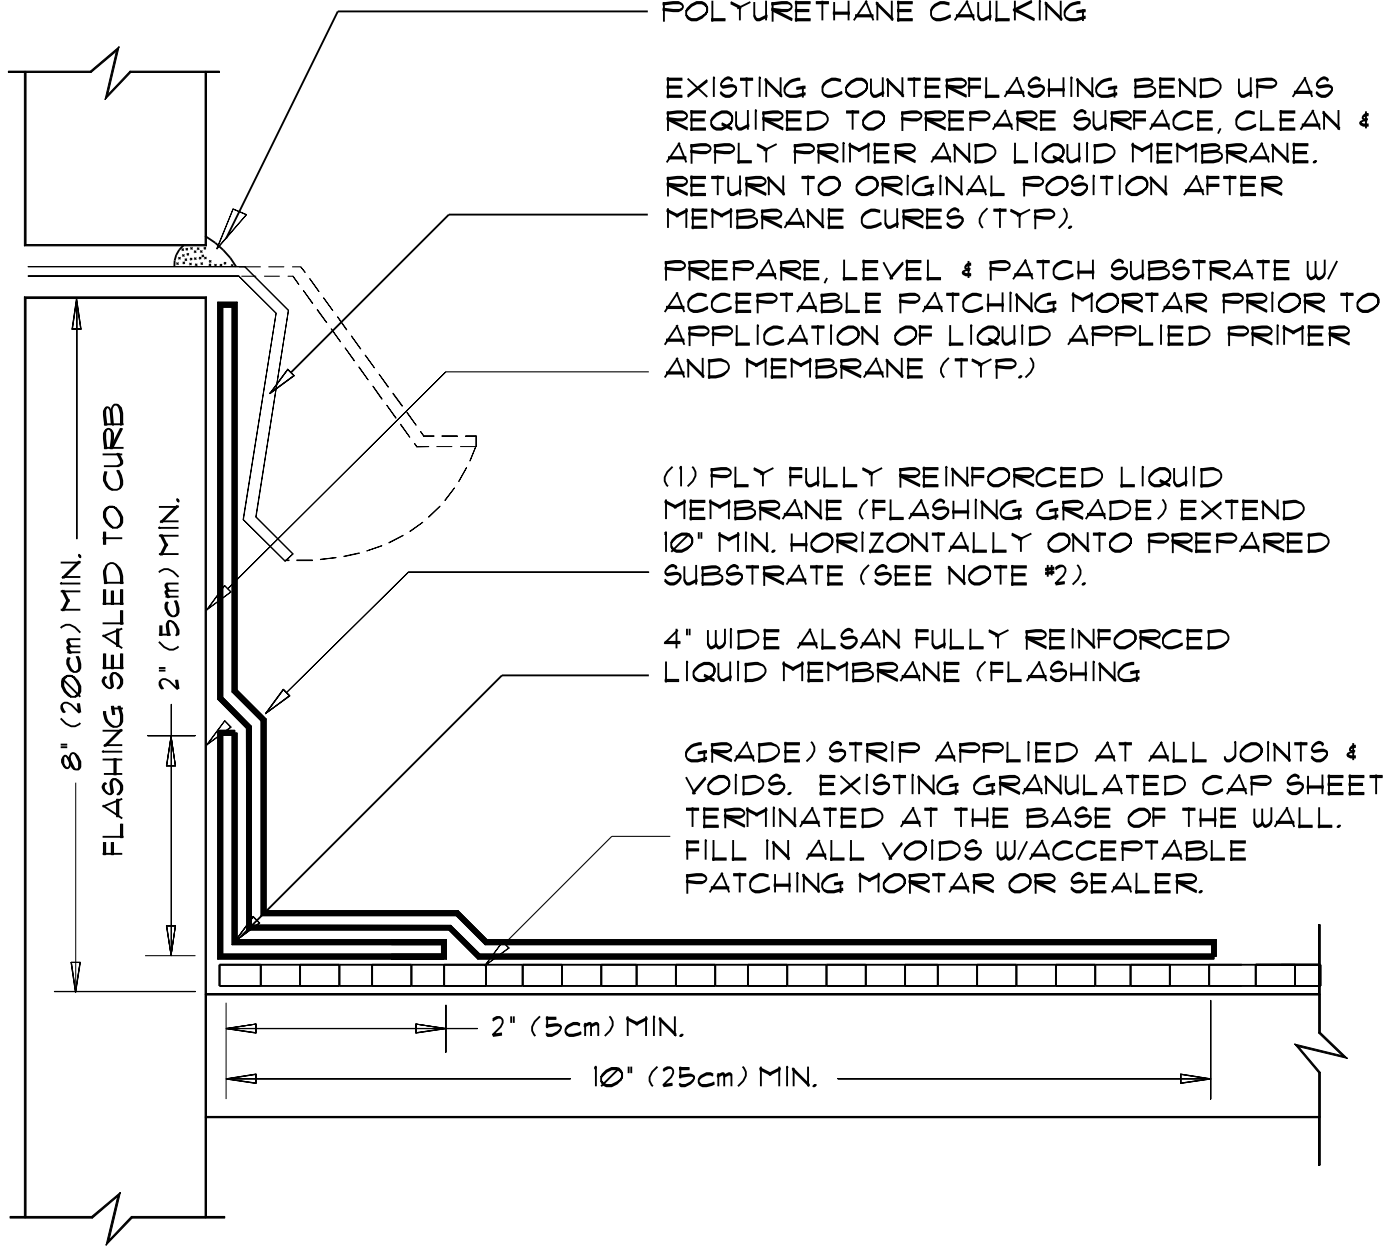 POLYURETHANE CAULKING
EXISTING COUNTERFLASHING BEND UP AS
REQUIRED TO PREPARE SURFACE, CLEAN &
APPLY PRIMER AND LIQUID MEMBRANE.
RETURN TO ORIGINAL POSITION AFTER
MEMBRANE CURES (TYP).
PREPARE, LEVEL & PATCH SUBSTRATE W/
ACCEPTABLE PATCHING MORTAR PRIOR TO
APPLICATION OF LIQUID APPLIED PRIMER
AND MEMBRANE (TYP.)
(1) PLY FULLY REINFORCED LIQUID
MEMBRANE (FLASHING GRADE) EXTEND
10" MIN. HORIZONTALLY ONTO PREPARED
SUBSTRATE (SEE NOTE #2).
4" WIDE ALSAN FULLY REINFORCED
LIQUID MEMBRANE (FLASHING
GRADE) STRIP APPLIED AT ALL JOINTS &
VOIDS. EXISTING GRANULATED CAP SHEET
TERMINATED AT THE BASE OF THE WALL.
FILL IN ALL VOIDS W/ACCEPTABLE
PATCHING MORTAR OR SEALER.
8" (20cm) MIN.
FLASHING SEALED TO CURB
2" (5cm) MIN.
2" (5cm) MIN.
10" (25cm) MIN.